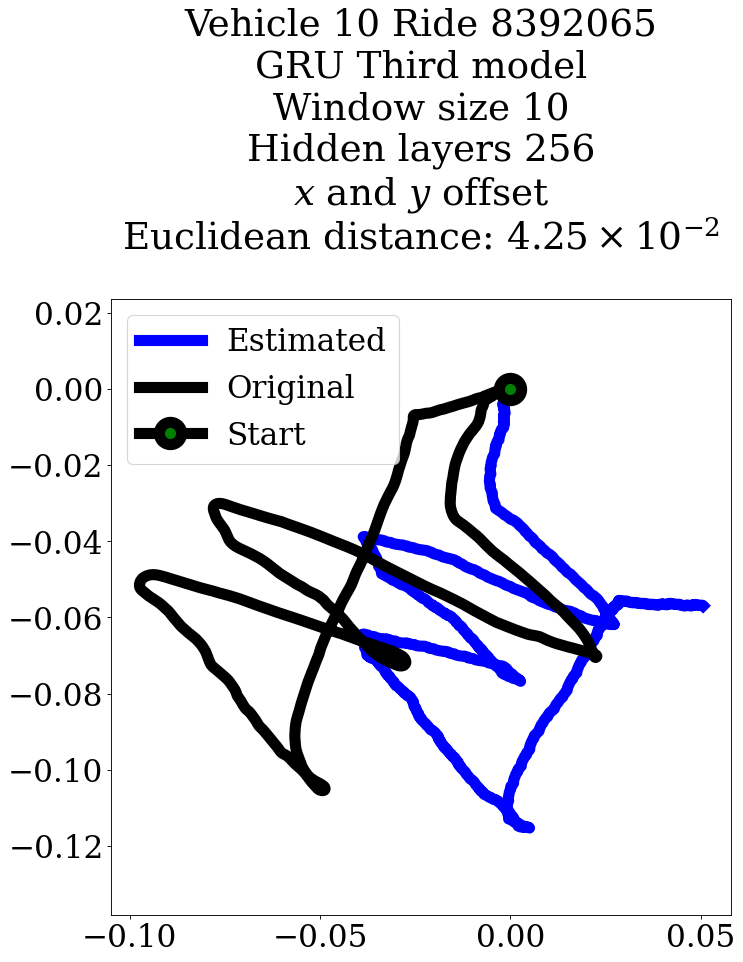 Vehicle 10 Ride 8392065
GRU Third model
Window size 10
Hidden layers 256
x and y offset
Euclidean distance: 4.25 × 10⁻²
Estimated
Original
Start
0.02
0.00
−0.02
−0.04
−0.06
−0.08
−0.10
−0.12
−0.10 −0.05 0.00 0.05